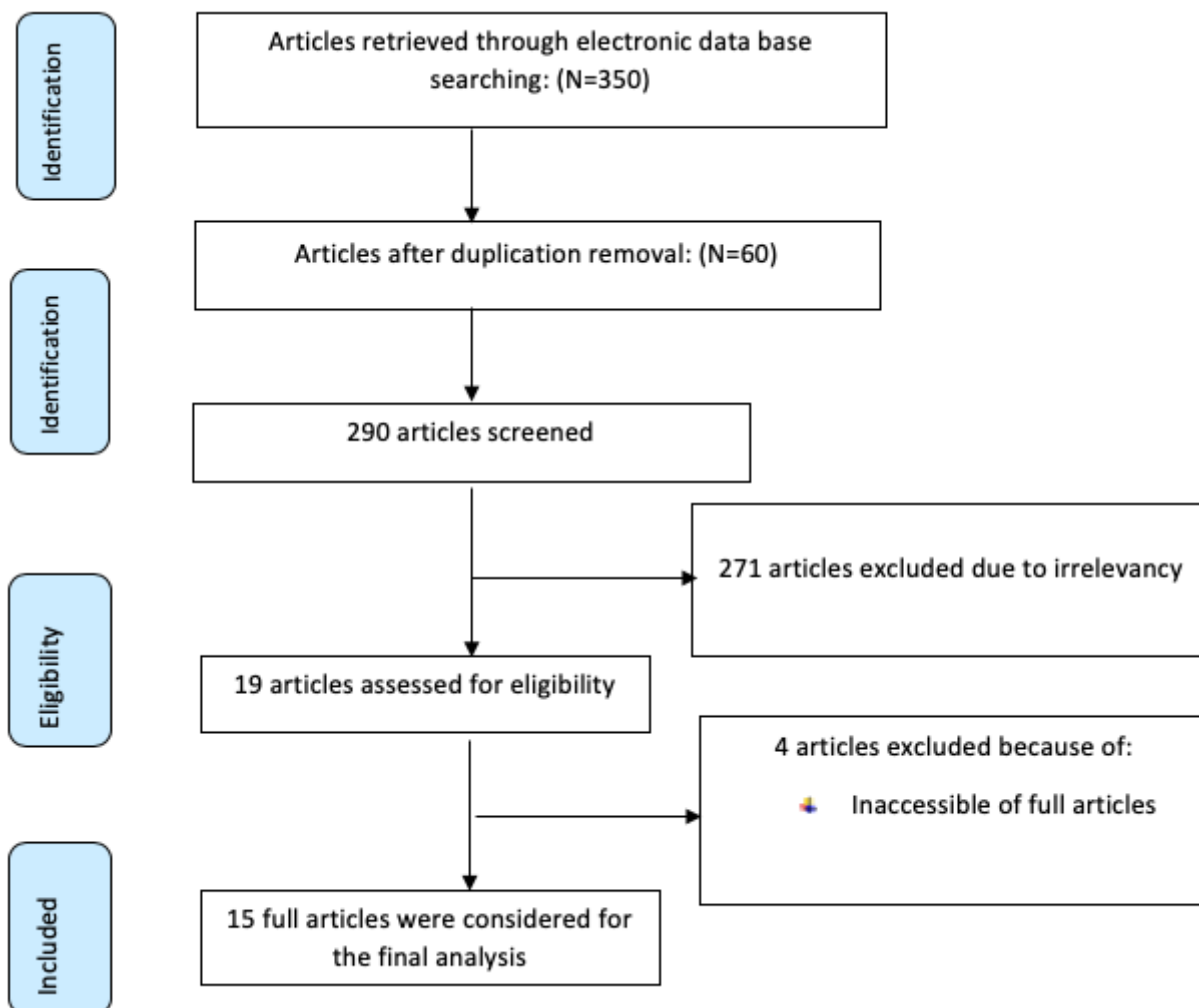 Identification
Articles retrieved through electronic data base
searching: (N=350)
Identification
Articles after duplication removal: (N=60)
290 articles screened
271 articles excluded due to irrelevancy
Eligibility
19 articles assessed for eligibility
4 articles excluded because of:
Inaccessible of full articles
Included
15 full articles were considered for
the final analysis